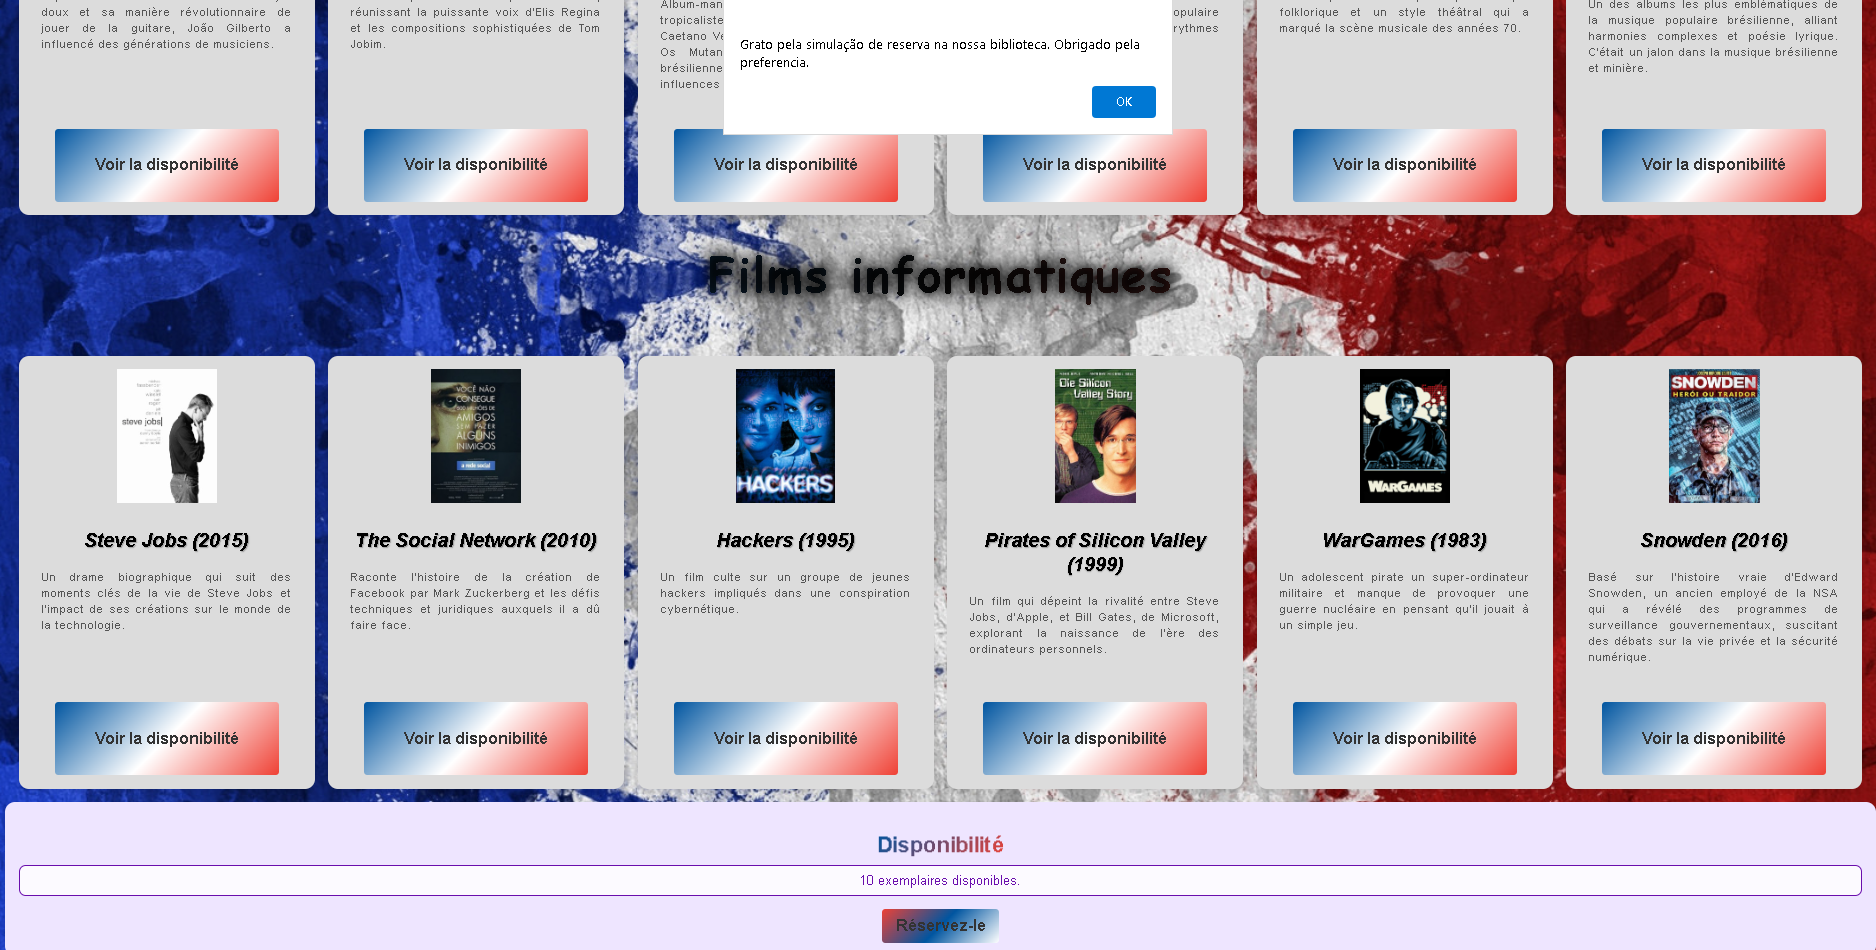 doux et sa manière révolutionnaire de
jouer de la guitare, João Gilberto a
influencé des générations de musiciens.
Voir la disponibilité
réunissant la puissante voix d'Elis Regina
et les compositions sophistiquées de Tom
Jobim.
Voir la disponibilité
Album-man
tropicaliste
Caetano Ve
Os Mutan
brésilienne
influences
Voir la disponibilité
opulaire
rythmes
Voir la disponibilité
folklorique et un style théâtral qui a
marqué la scène musicale des années 70.
Voir la disponibilité
Un des albums les plus emblématiques de
la musique populaire brésilienne, alliant
harmonies complexes et poésie lyrique.
C'était un jalon dans la musique brésilienne
et minière.
Voir la disponibilité
Grato pela simulação de reserva na nossa biblioteca. Obrigado pela
preferencia.
OK
Films informatiques
steve jobs
Steve Jobs (2015)
Un drame biographique qui suit des
moments clés de la vie de Steve Jobs et
l'impact de ses créations sur le monde de
la technologie.
Voir la disponibilité
VOCÊ NÃO
CONSEGUE
500 MILHÕES DE
AMIGOS
SEM FAZER
ALGUNS
INIMIGOS
a rede social
The Social Network (2010)
Raconte l'histoire de la création de
Facebook par Mark Zuckerberg et les défis
techniques et juridiques auxquels il a dû
faire face.
Voir la disponibilité
HACKERS
Hackers (1995)
Un film culte sur un groupe de jeunes
hackers impliqués dans une conspiration
cybernétique.
Voir la disponibilité
Die Silicon
Valley Story
Pirates of Silicon Valley
(1999)
Un film qui dépeint la rivalité entre Steve
Jobs, d'Apple, et Bill Gates, de Microsoft,
explorant la naissance de l'ère des
ordinateurs personnels.
Voir la disponibilité
WARGAMES
WarGames (1983)
Un adolescent pirate un super-ordinateur
militaire et manque de provoquer une
guerre nucléaire en pensant qu'il jouait à
un simple jeu.
Voir la disponibilité
SNOWDEN
HERÓI OU TRAIDOR
Snowden (2016)
Basé sur l'histoire vraie d'Edward
Snowden, un ancien employé de la NSA
qui a révélé des programmes de
surveillance gouvernementaux, suscitant
des débats sur la vie privée et la sécurité
numérique.
Voir la disponibilité
Disponibilité
10 exemplaires disponibles.
Réservez-le